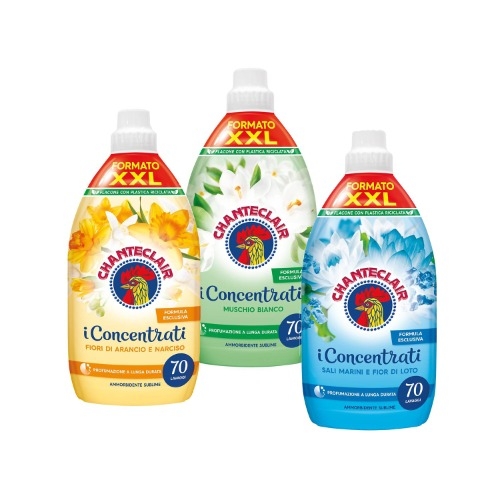 FORMATO
XXL
FLACONE CON PLASTICA RICICLATA
CHANTECLAIR
FORMULA
ESCLUSIVA
i Concentrati
FIORI DI ARANCIO E NARCISO
PROFUMAZIONE A LUNGA DURATA
70
LAVAGGI
AMMORBIDENTE SUBLIME
FORMATO
XXL
FLACONE CON PLASTICA RICICLATA
CHANTECLAIR
FORMULA
ESCLUSIVA
i Concentrati
MUSCHIO BIANCO
PROFUMAZIONE A LUNGA DURATA
70
AMMORBIDENTE SUBLIME
FORMATO
XXL
FLACONE CON PLASTICA RICICLATA
CHANTECLAIR
FORMULA
ESCLUSIVA
i Concentrati
SALI MARINI E FIOR DI LOTO
PROFUMAZIONE A LUNGA DURATA
70
LAVAGGI
AMMORBIDENTE SUBLIME